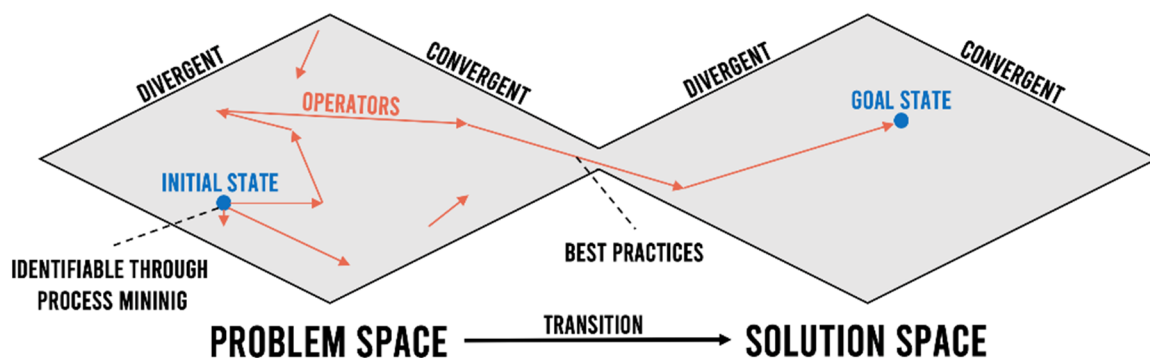 DIVERGENT
CONVERGENT
OPERATORS
INITIAL STATE
IDENTIFIABLE THROUGH
PROCESS MININIG
DIVERGENT
CONVERGENT
GOAL STATE
BEST PRACTICES
PROBLEM SPACE
TRANSITION
SOLUTION SPACE